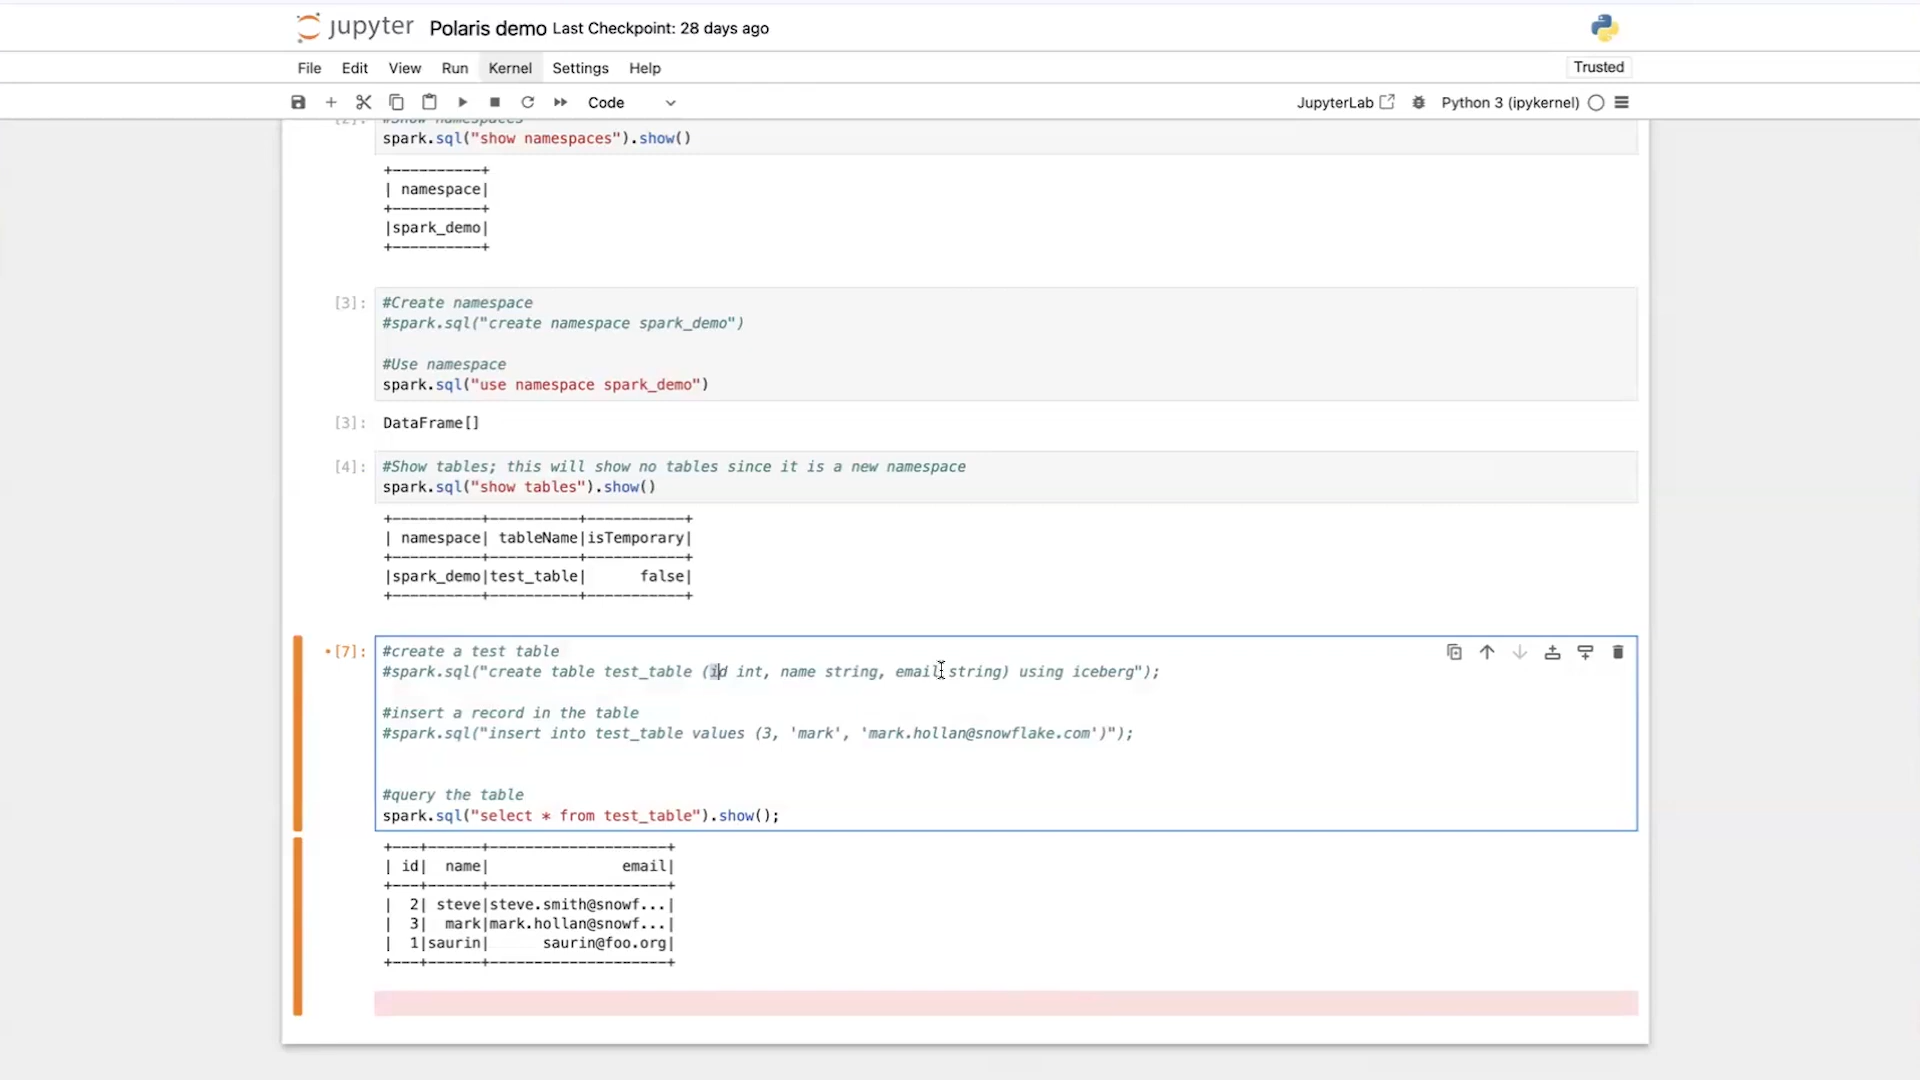 jupyter Polaris demo Last Checkpoint: 28 days ago
File Edit View Run Kernel Settings Help Trusted
Code JupyterLab Python 3 (ipykernel)
[2]: #Show namespaces
spark.sql("show namespaces").show()
+----------+
| namespace|
+----------+
|spark_demo|
+----------+
[3]: #Create namespace
#spark.sql("create namespace spark_demo")
#Use namespace
spark.sql("use namespace spark_demo")
[3]: DataFrame[]
[4]: #Show tables; this will show no tables since it is a new namespace
spark.sql("show tables").show()
+----------+----------+-----------+
| namespace| tableName|isTemporary|
+----------+----------+-----------+
|spark_demo|test_table|      false|
+----------+----------+-----------+
•[7]: #create a test table
#spark.sql("create table test_table (id int, name string, email string) using iceberg");
#insert a record in the table
#spark.sql("insert into test_table values (3, 'mark', 'mark.hollan@snowflake.com')");
#query the table
spark.sql("select * from test_table").show();
+---+------+--------------------+
| id|  name|               email|
+---+------+--------------------+
|  2| steve|steve.smith@snowf...|
|  3|  mark|mark.hollan@snowf...|
|  1|saurin|      saurin@foo.org|
+---+------+--------------------+